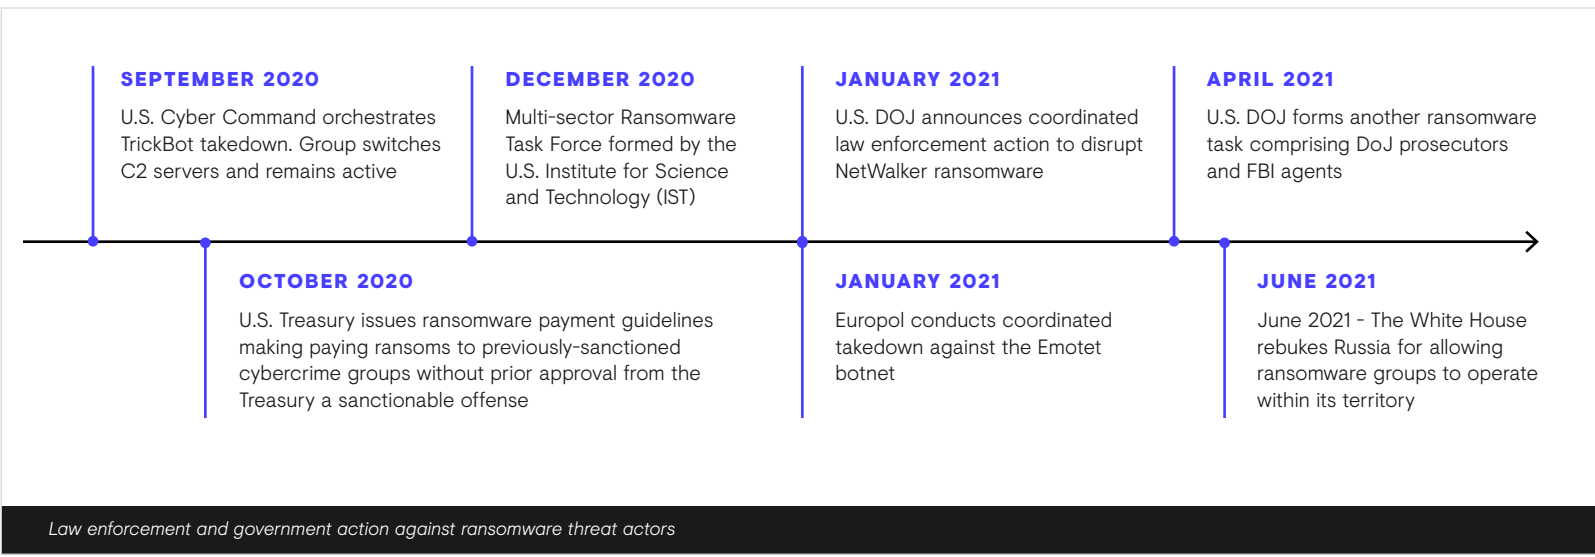 SEPTEMBER 2020
U.S. Cyber Command orchestrates
TrickBot takedown. Group switches
C2 servers and remains active
DECEMBER 2020
Multi-sector Ransomware
Task Force formed by the
U.S. Institute for Science
and Technology (IST)
JANUARY 2021
U.S. DOJ announces coordinated
law enforcement action to disrupt
NetWalker ransomware
APRIL 2021
U.S. DOJ forms another ransomware
task comprising DoJ prosecutors
and FBI agents
OCTOBER 2020
U.S. Treasury issues ransomware payment guidelines
making paying ransoms to previously-sanctioned
cybercrime groups without prior approval from the
Treasury a sanctionable offense
JANUARY 2021
Europol conducts coordinated
takedown against the Emotet
botnet
JUNE 2021
June 2021 - The White House
rebukes Russia for allowing
ransomware groups to operate
within its territory
Law enforcement and government action against ransomware threat actors